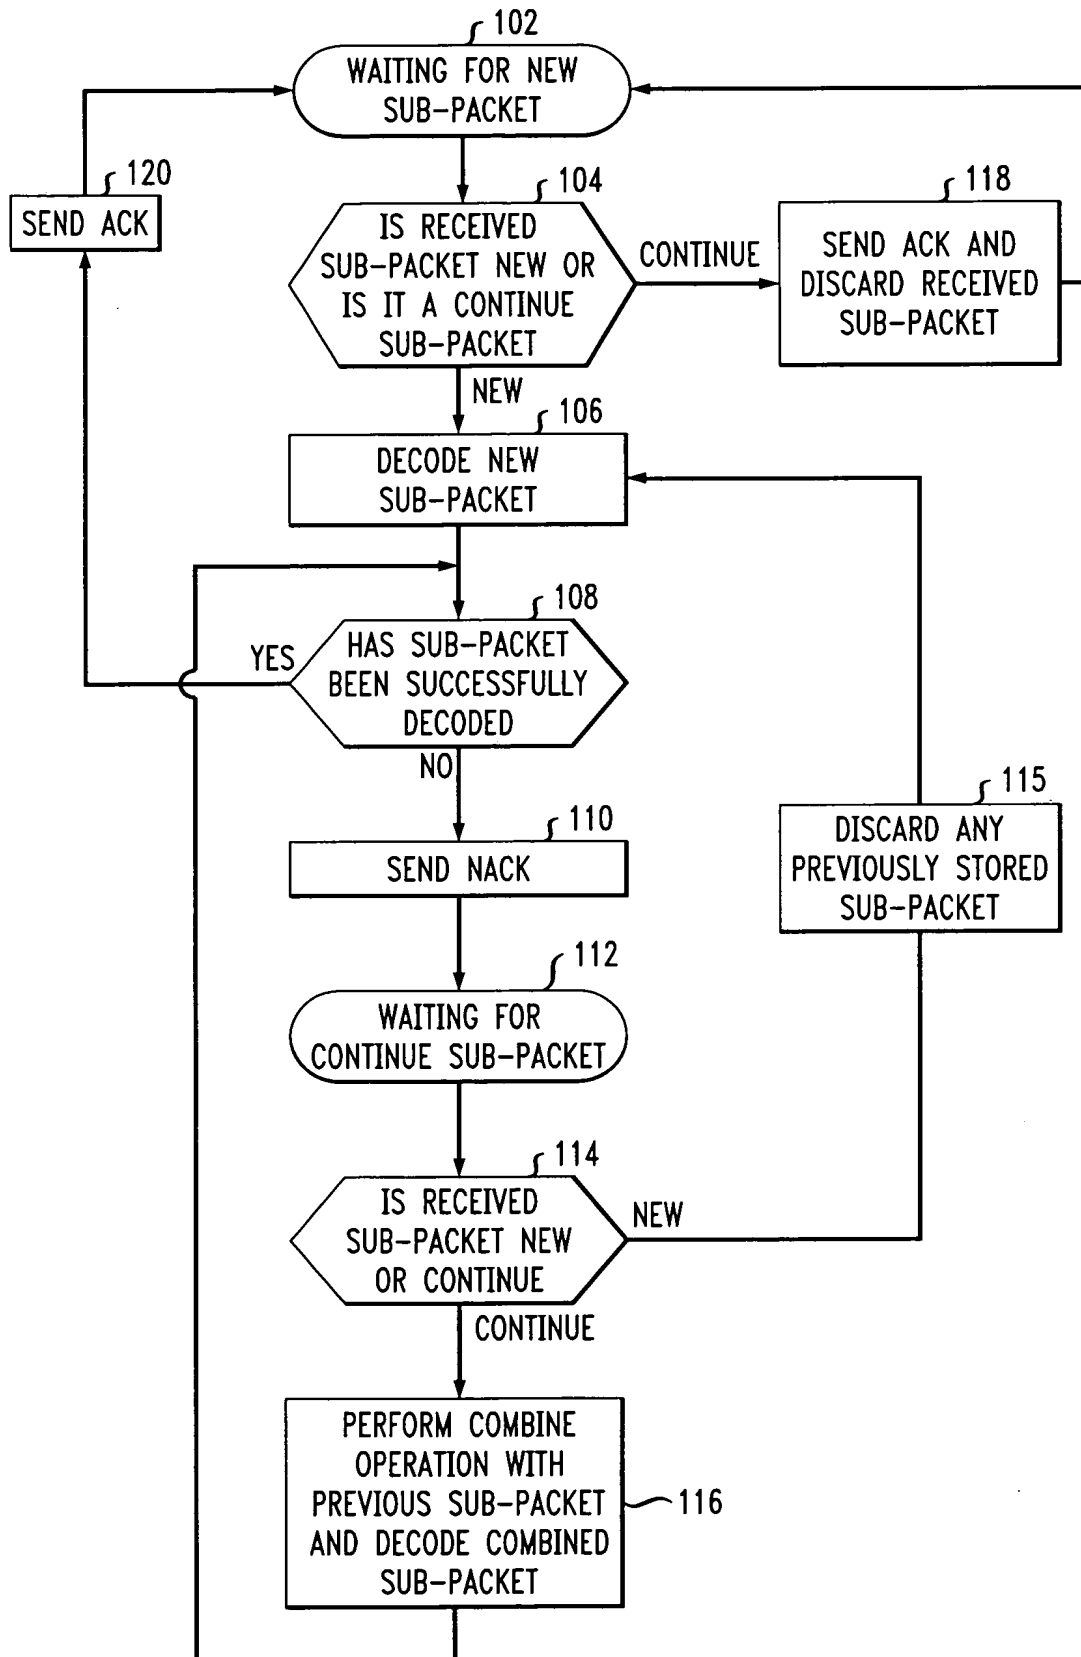 102
WAITING FOR NEW
SUB-PACKET
120
SEND ACK
104
IS RECEIVED
SUB-PACKET NEW OR
IS IT A CONTINUE
SUB-PACKET
CONTINUE
118
SEND ACK AND
DISCARD RECEIVED
SUB-PACKET
NEW
106
DECODE NEW
SUB-PACKET
108
HAS SUB-PACKET
BEEN SUCCESSFULLY
DECODED
YES
NO
110
SEND NACK
115
DISCARD ANY
PREVIOUSLY STORED
SUB-PACKET
112
WAITING FOR
CONTINUE SUB-PACKET
114
IS RECEIVED
SUB-PACKET NEW
OR CONTINUE
NEW
CONTINUE
PERFORM COMBINE
OPERATION WITH
PREVIOUS SUB-PACKET
AND DECODE COMBINED
SUB-PACKET
116